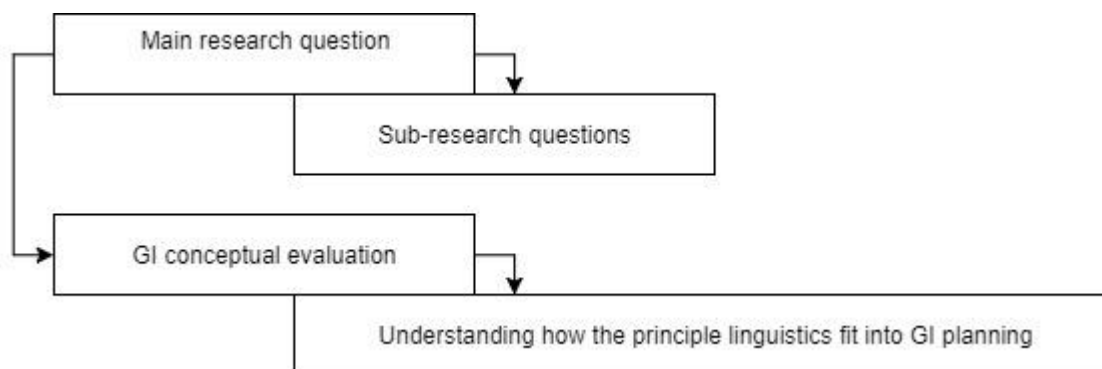 Main research question
Sub-research questions
GI conceptual evaluation
Understanding how the principle linguistics fit into GI planning